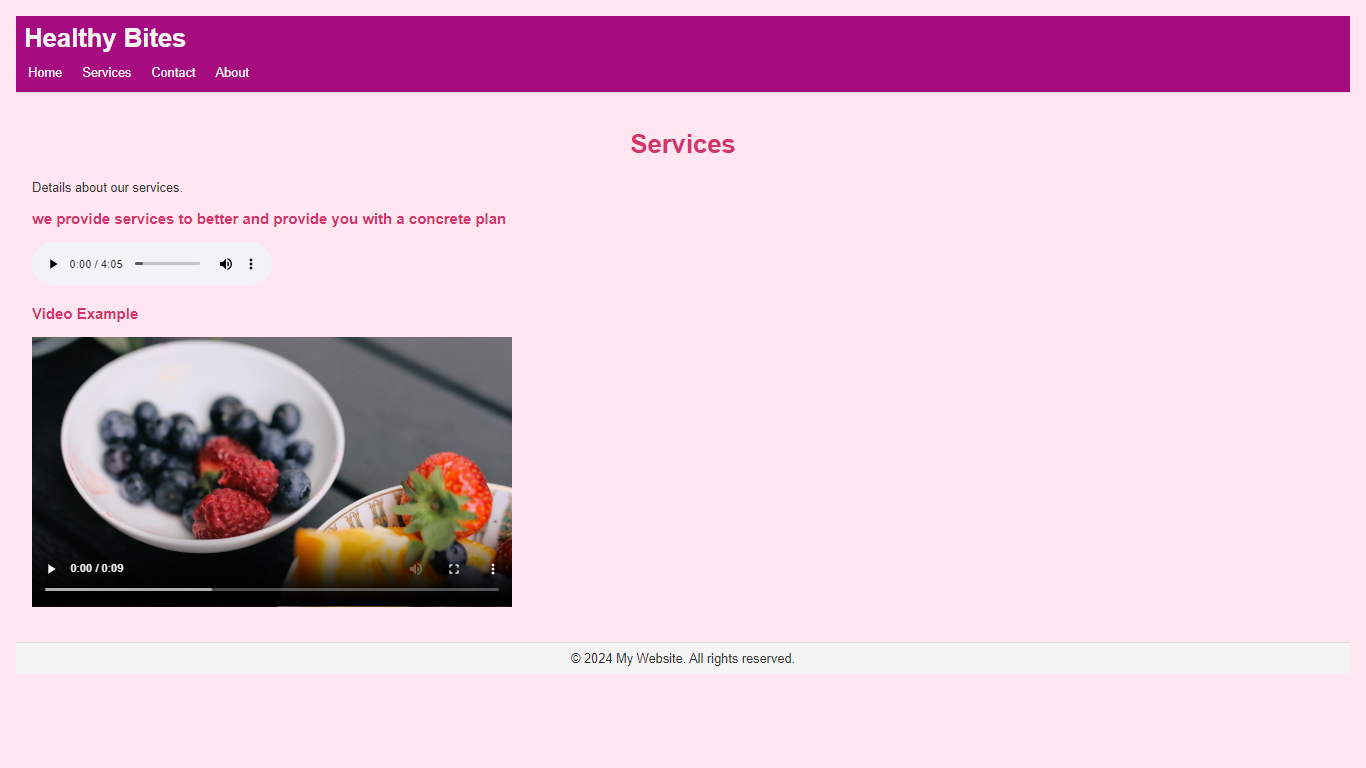 Healthy Bites
Home Services Contact About
Services
Details about our services.
we provide services to better and provide you with a concrete plan
0:00 / 4:05
Video Example
0:00 / 0:09
© 2024 My Website. All rights reserved.